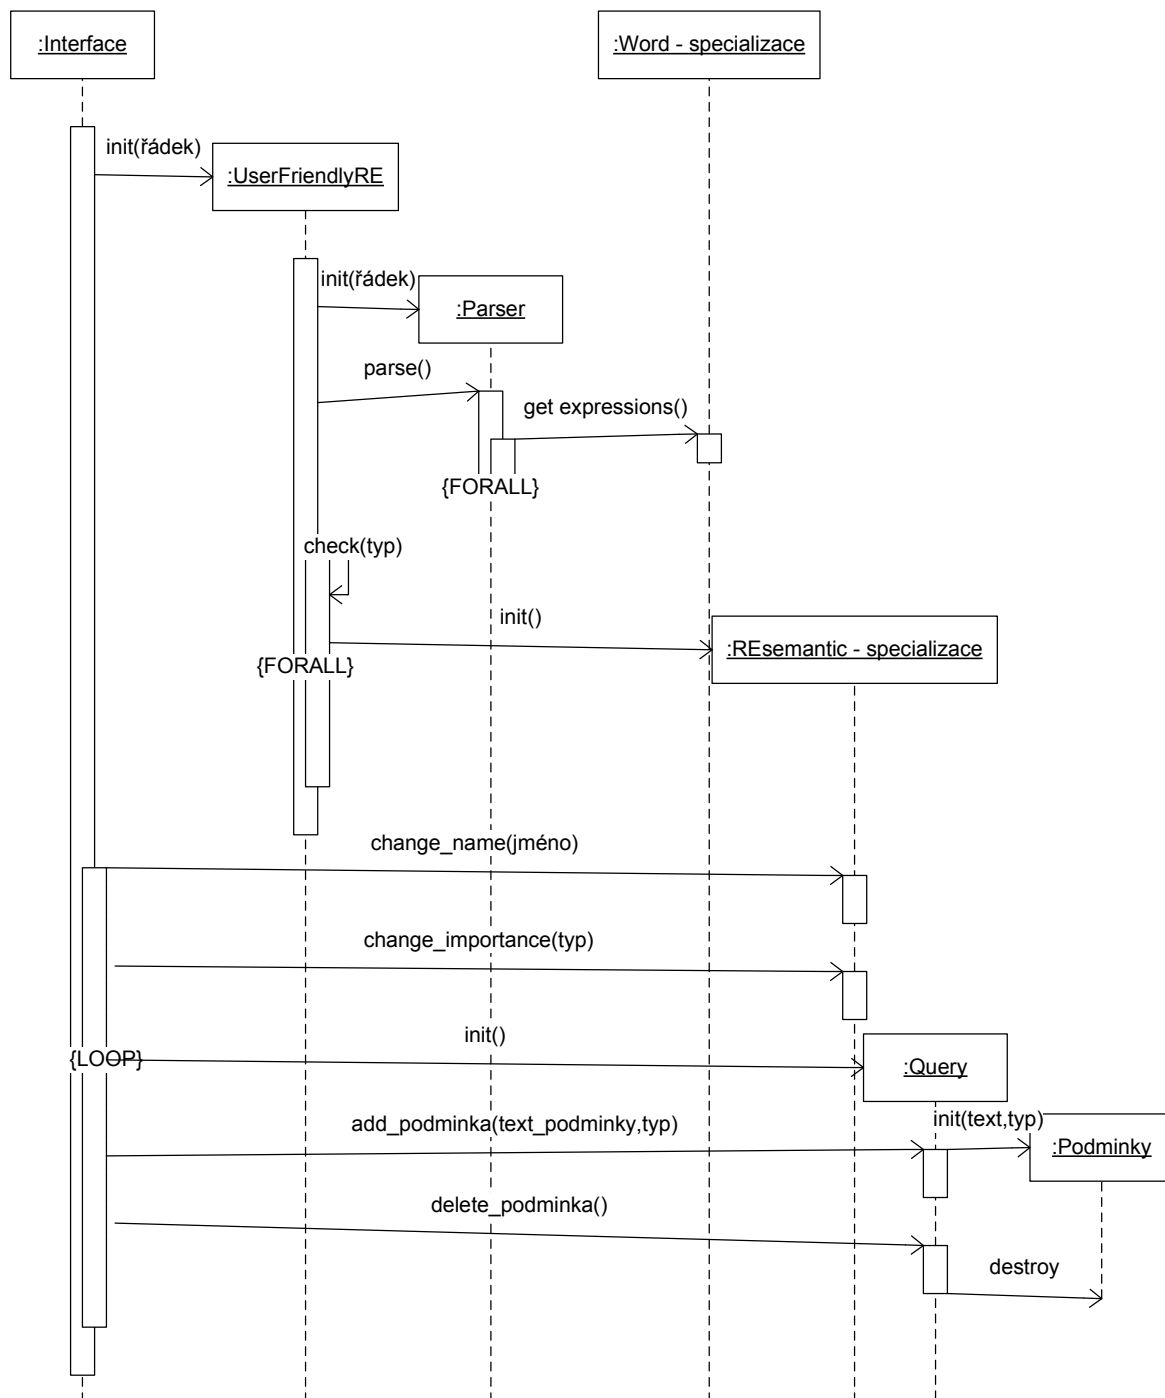 :Interface
:Word - specializace
init(řádek)
:UserFriendlyRE
init(řádek)
:Parser
parse()
get expressions()
{FORALL}
check(typ)
init()
:REsemantic - specializace
{FORALL}
change_name(jméno)
change_importance(typ)
init()
{LOOP}
:Query
add_podminka(text_podminky,typ)
init(text,typ)
:Podminky
delete_podminka()
destroy